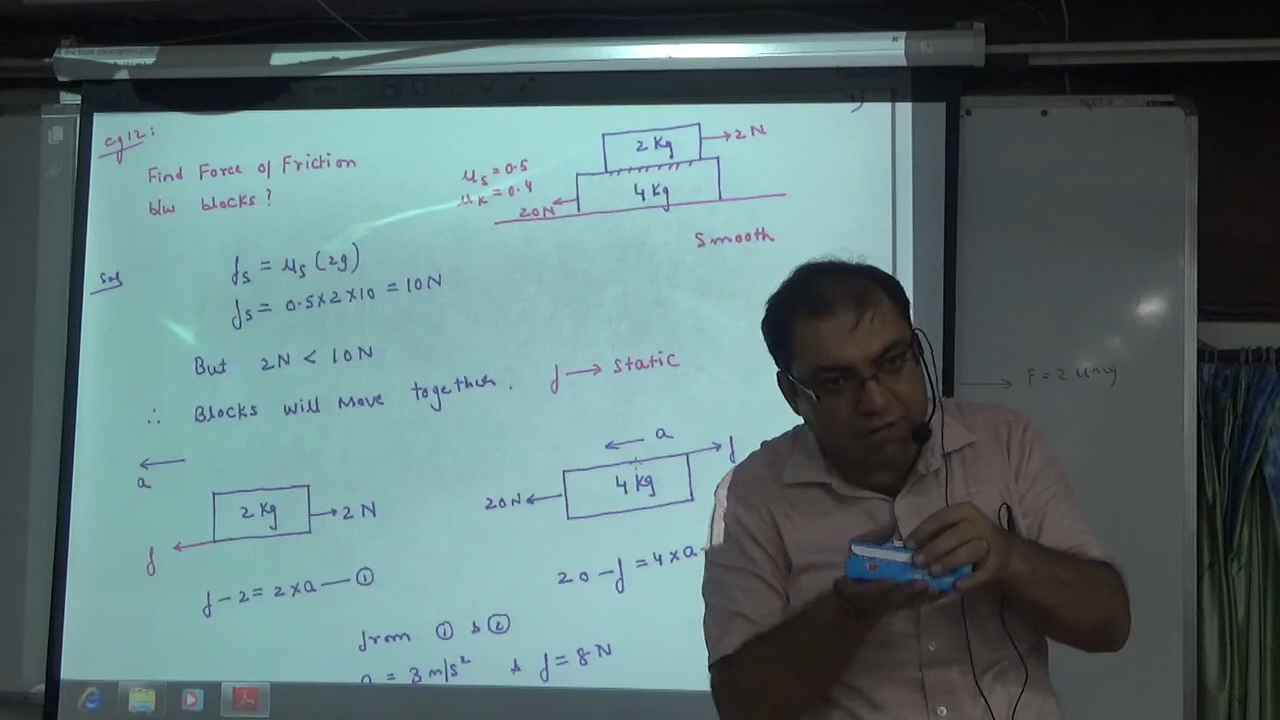 eg 12:
Find Force of Friction
b/w blocks?
μs = 0.5
μk = 0.4
2 Kg
2 N
4 Kg
20 N
Smooth
Sol
fs = μs (2g)
fs = 0.5 × 2 × 10 = 10 N
But 2N < 10N
∴ Blocks will Move together. f → Static
a
2 Kg
2 N
f
f - 2 = 2 × a — ①
a
f
20N
4 Kg
20 - f = 4 × a
from ① & ②
a = 3 m/s² & f = 8 N
→ F = 2 μmg